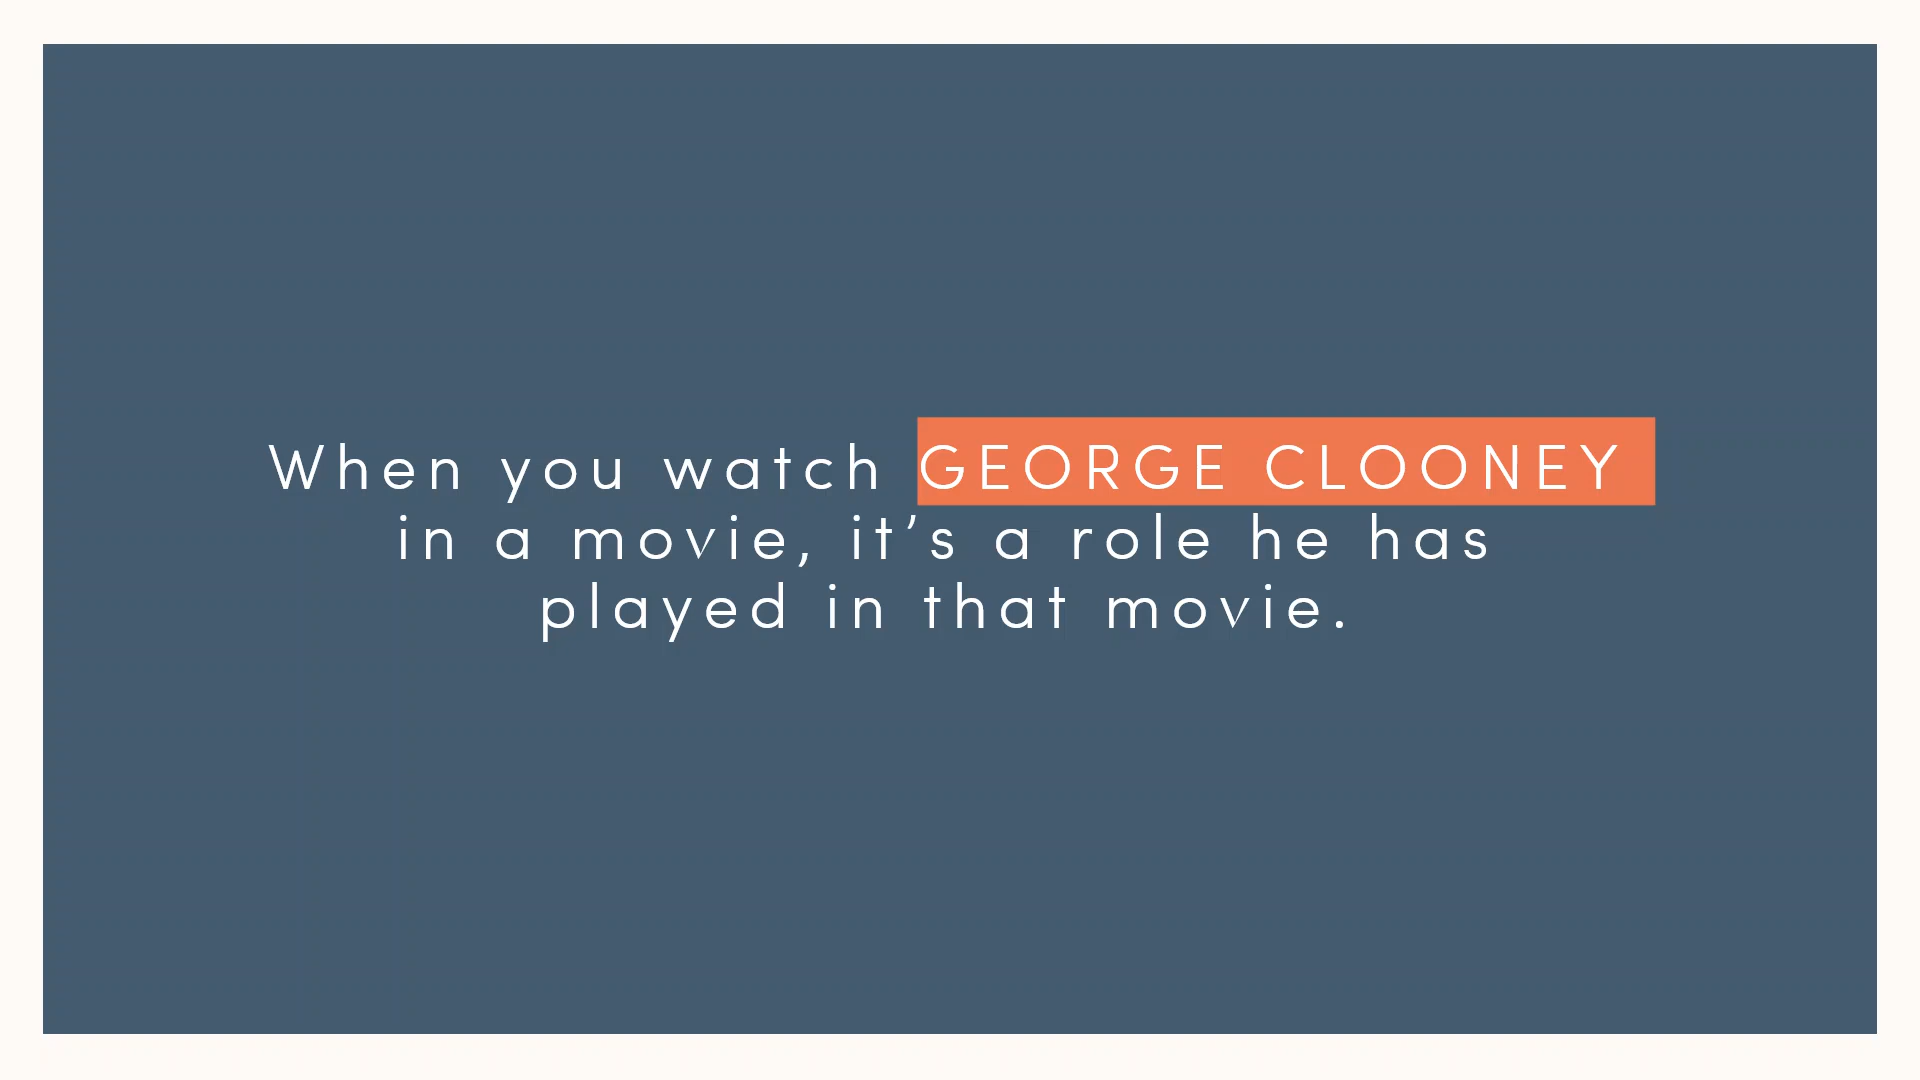 When you watch GEORGE CLOONEY
in a movie, it’s a role he has
played in that movie.